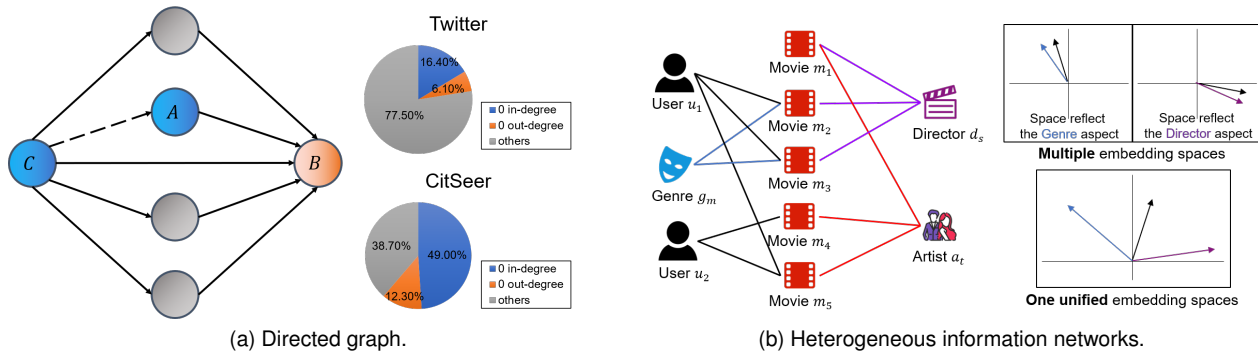 C
A
B
Twitter
16.40%
6.10%
77.50%
0 in-degree
0 out-degree
others
CitSeer
38.70%
49.00%
12.30%
0 in-degree
0 out-degree
others
(a) Directed graph.
User u₁
Genre gₘ
User u₂
Movie m₁
Movie m₂
Movie m₃
Movie m₄
Movie m₅
Director dₛ
Artist aₜ
Space reflect
the Genre aspect
Space reflect
the Director aspect
Multiple embedding spaces
One unified embedding spaces
(b) Heterogeneous information networks.